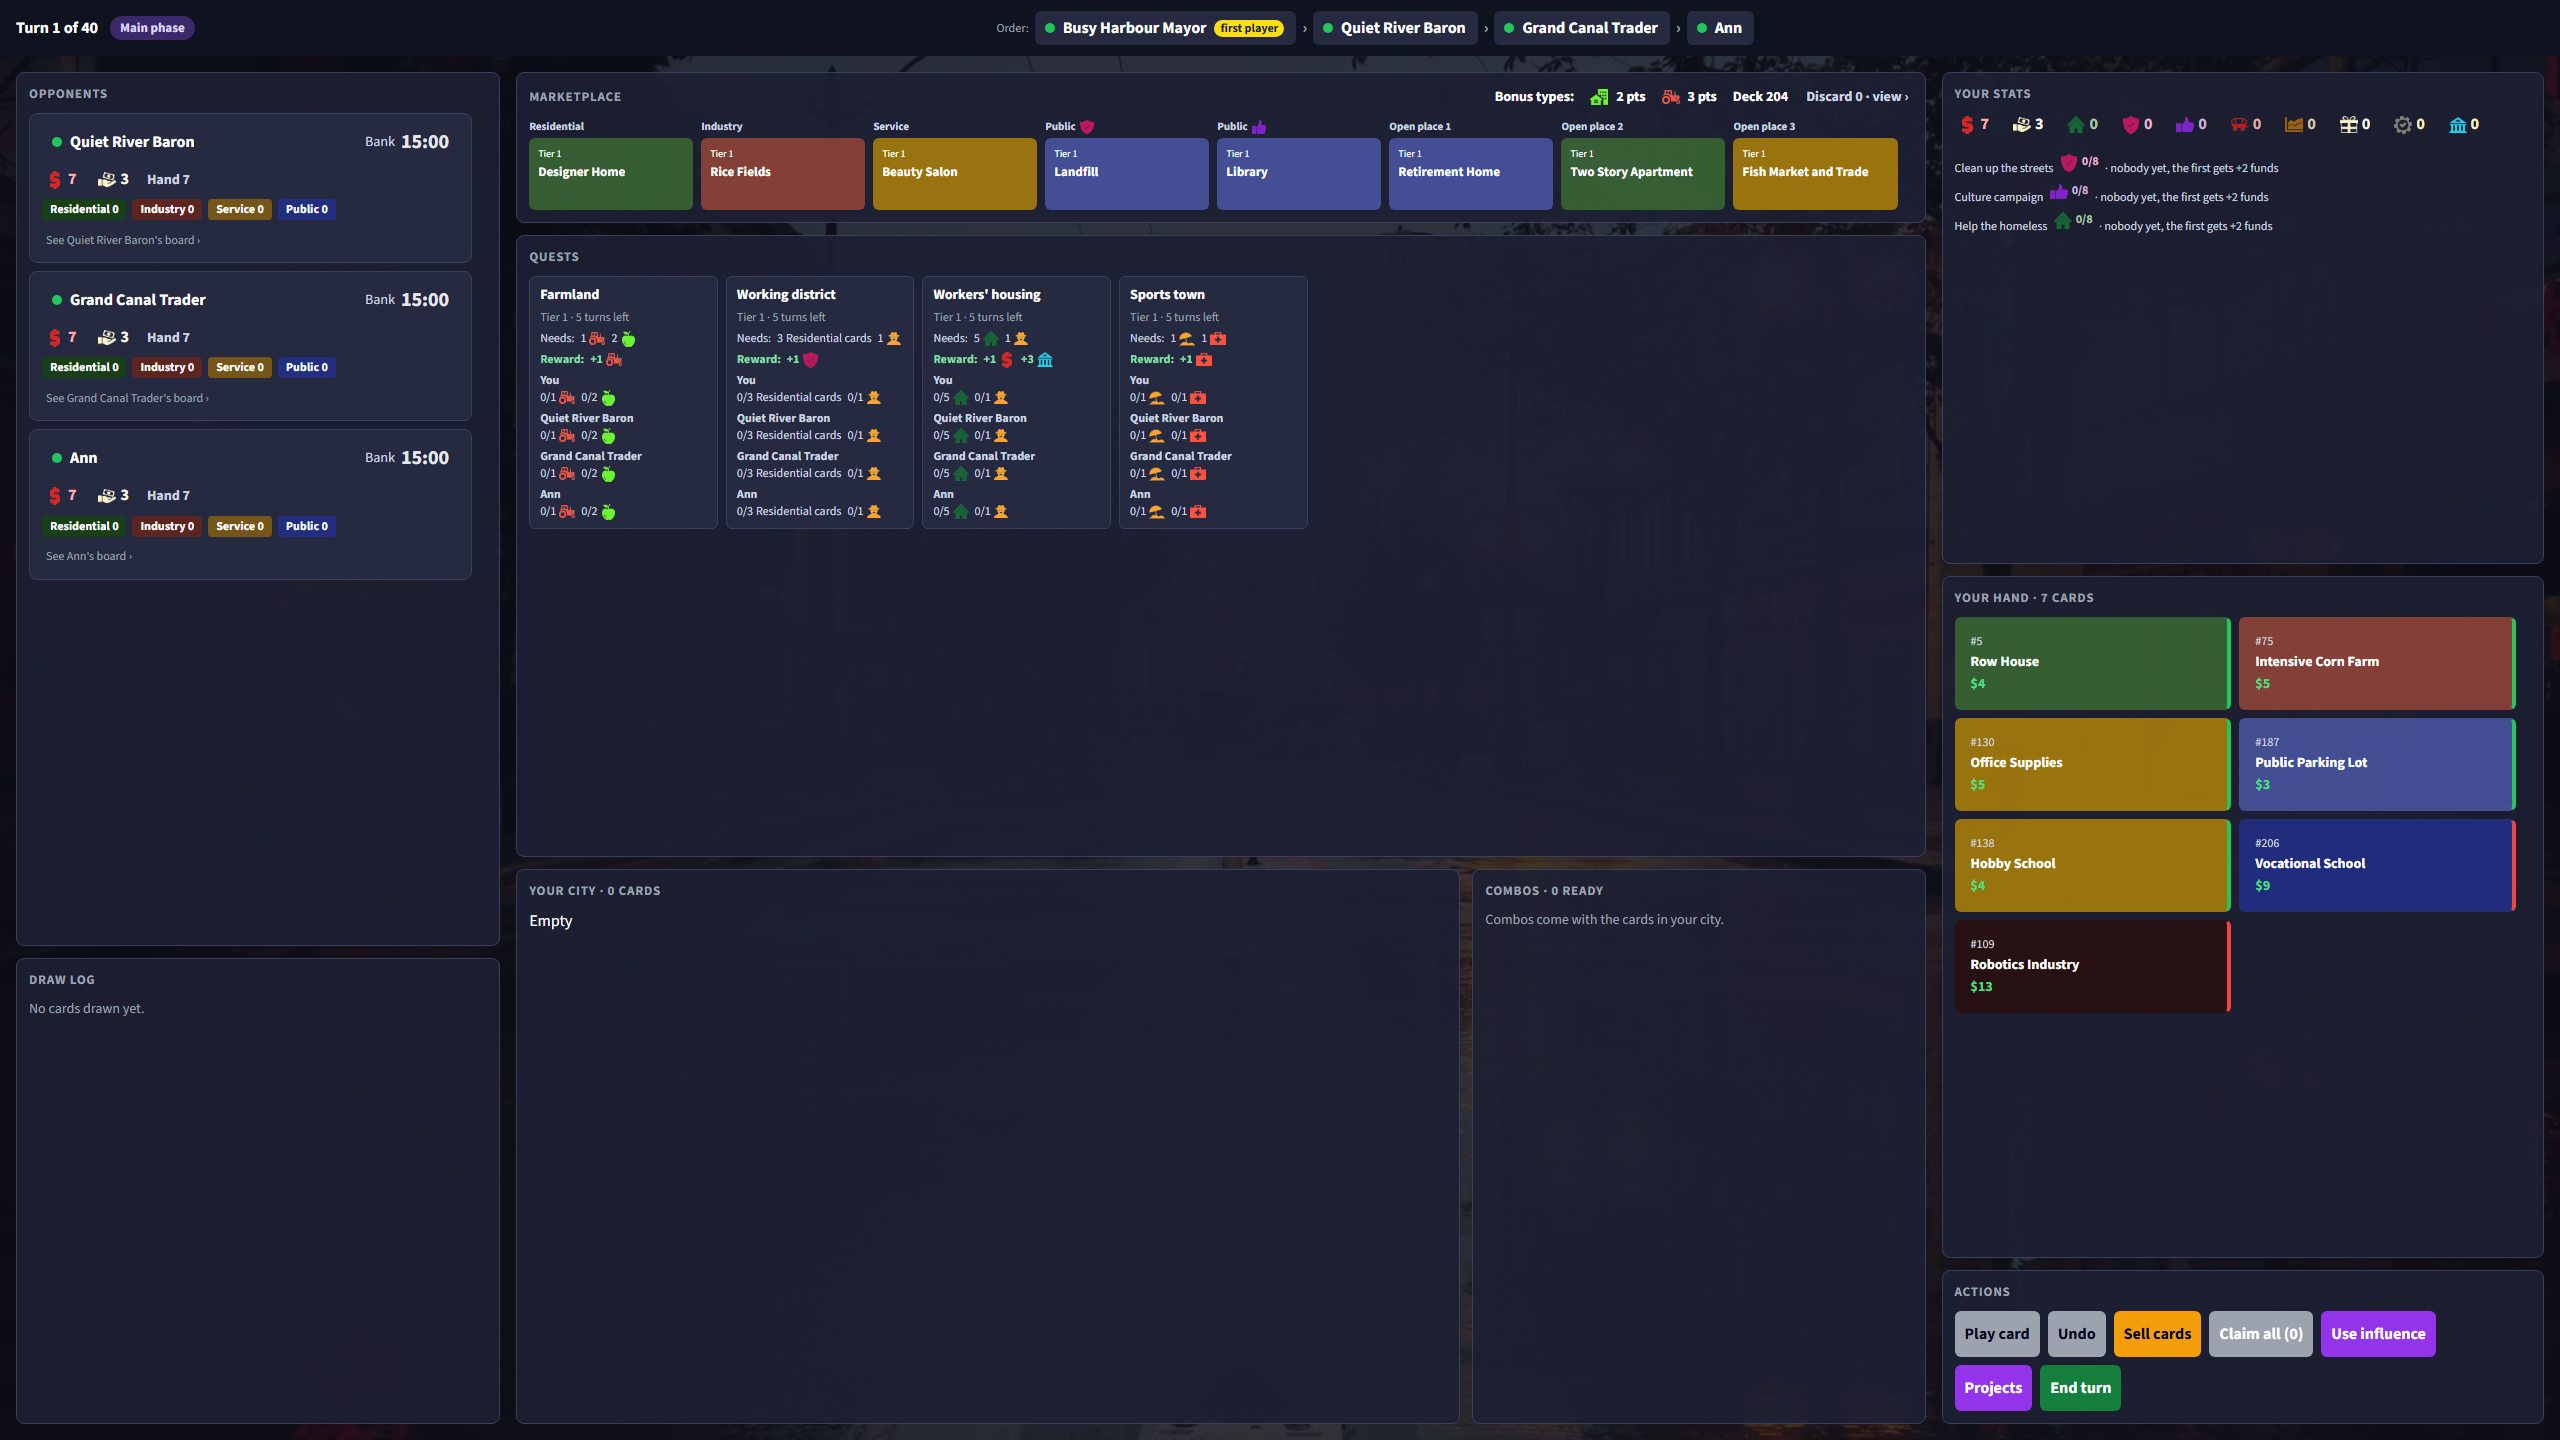 Turn 1 of 40 Main phase
Order: Busy Harbour Mayor first player › Quiet River Baron › Grand Canal Trader › Ann
OPPONENTS
Quiet River Baron Bank 15:00
7 3 Hand 7
Residential 0 Industry 0 Service 0 Public 0
See Quiet River Baron's board ›
Grand Canal Trader Bank 15:00
7 3 Hand 7
Residential 0 Industry 0 Service 0 Public 0
See Grand Canal Trader's board ›
Ann Bank 15:00
7 3 Hand 7
Residential 0 Industry 0 Service 0 Public 0
See Ann's board ›
DRAW LOG
No cards drawn yet.
MARKETPLACE
Bonus types: 2 pts 3 pts Deck 204 Discard 0 · view ›
Residential
Tier 1
Designer Home
Industry
Tier 1
Rice Fields
Service
Tier 1
Beauty Salon
Public
Tier 1
Landfill
Public
Tier 1
Library
Open place 1
Tier 1
Retirement Home
Open place 2
Tier 1
Two Story Apartment
Open place 3
Tier 1
Fish Market and Trade
QUESTS
Farmland
Tier 1 · 5 turns left
Needs: 1 2
Reward: +1
You
0/1 0/2
Quiet River Baron
0/1 0/2
Grand Canal Trader
0/1 0/2
Ann
0/1 0/2
Working district
Tier 1 · 5 turns left
Needs: 3 Residential cards 1
Reward: +1
You
0/3 Residential cards 0/1
Quiet River Baron
0/3 Residential cards 0/1
Grand Canal Trader
0/3 Residential cards 0/1
Ann
0/3 Residential cards 0/1
Workers' housing
Tier 1 · 5 turns left
Needs: 5 1
Reward: +1 +3
You
0/5 0/1
Quiet River Baron
0/5 0/1
Grand Canal Trader
0/5 0/1
Ann
0/5 0/1
Sports town
Tier 1 · 5 turns left
Needs: 1 1
Reward: +1
You
0/1 0/1
Quiet River Baron
0/1 0/1
Grand Canal Trader
0/1 0/1
Ann
0/1 0/1
YOUR CITY · 0 CARDS
Empty
COMBOS · 0 READY
Combos come with the cards in your city.
YOUR STATS
7 3 0 0 0 0 0 0 0 0
Clean up the streets 0/8 · nobody yet, the first gets +2 funds
Culture campaign 0/8 · nobody yet, the first gets +2 funds
Help the homeless 0/8 · nobody yet, the first gets +2 funds
YOUR HAND · 7 CARDS
#5
Row House
$4
#75
Intensive Corn Farm
$5
#130
Office Supplies
$5
#187
Public Parking Lot
$3
#138
Hobby School
$4
#206
Vocational School
$9
#109
Robotics Industry
$13
ACTIONS
Play card Undo Sell cards Claim all (0) Use influence
Projects End turn